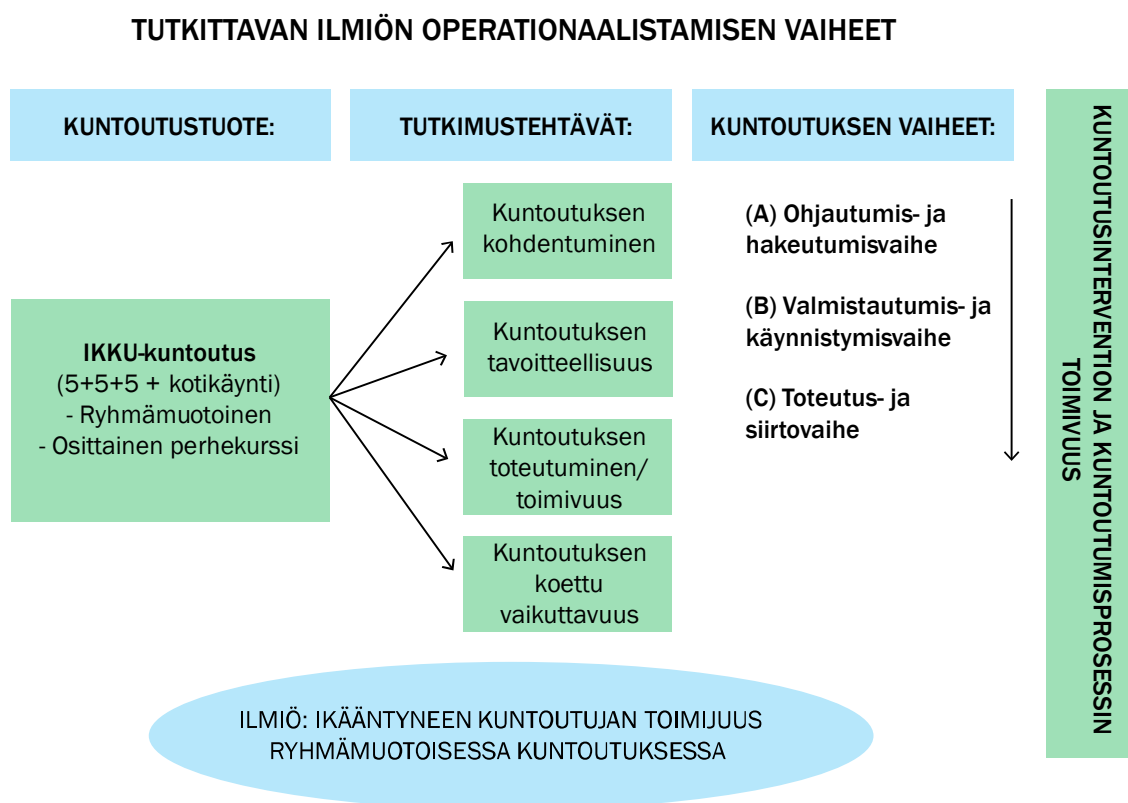 TUTKITTAVAN ILMIÖN OPERATIONAALISTAMISEN VAIHEET
KUNTOUTUSTUOTE:
IKKU-kuntoutus
(5+5+5 + kotikäynti)
- Ryhmämuotoinen
- Osittainen perhekurssi
TUTKIMUSTEHTÄVÄT:
Kuntoutuksen
kohdentuminen
Kuntoutuksen
tavoitteellisuus
Kuntoutuksen
toteutuminen/
toimivuus
Kuntoutuksen
koettu
vaikuttavuus
KUNTOUTUKSEN VAIHEET:
(A) Ohjautumis- ja
hakeutumisvaihe
(B) Valmistautumis- ja
käynnistymisvaihe
(C) Toteutus- ja
siirtovaihe
KUNTOUTUSINTERVENTION JA KUNTOUTUMISPROSESSIN
TOIMIVUUS
ILMIÖ: IKÄÄNTYNEEN KUNTOUTUJAN TOIMIJUUS
RYHMÄMUOTOISESSA KUNTOUTUKSESSA